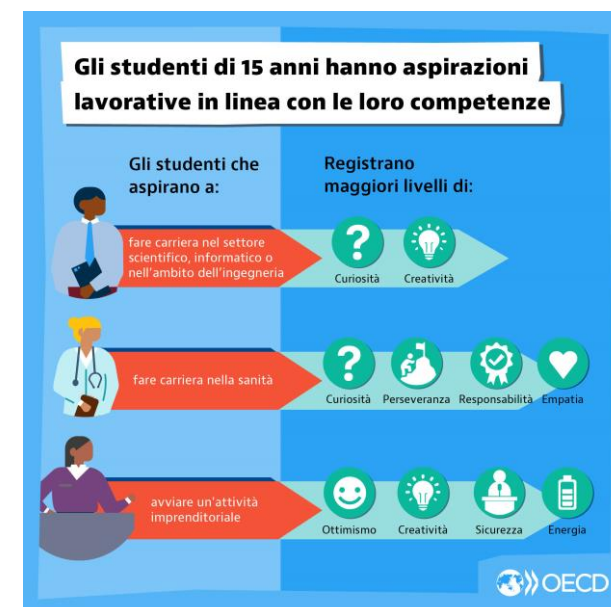 Gli studenti di 15 anni hanno aspirazioni
lavorative in linea con le loro competenze
Gli studenti che
aspirano a:
Registrano
maggiori livelli di:
fare carriera nel settore
scientifico, informatico o
nell'ambito dell'ingegneria
?
Curiosità Creatività
fare carriera nella sanità
?
Curiosità Perseveranza Responsabilità Empatia
avviare un'attività
imprenditoriale
Ottimismo Creatività Sicurezza Energia
OECD